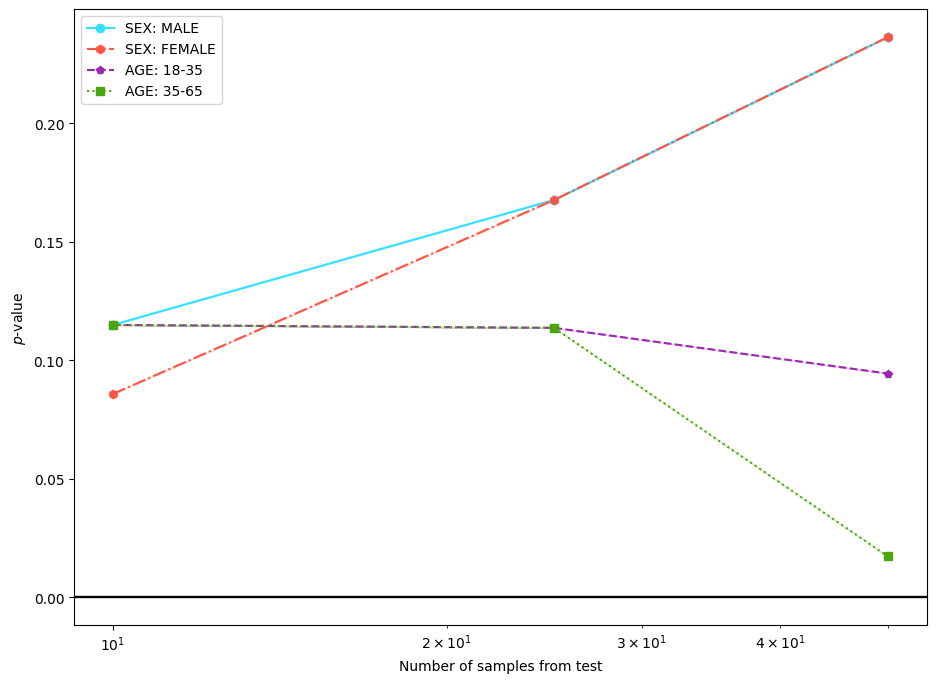 SEX: MALE
SEX: FEMALE
AGE: 18-35
AGE: 35-65
0.20
0.15
0.10
0.05
0.00
p-value
10¹
2 × 10¹
3 × 10¹
4 × 10¹
Number of samples from test